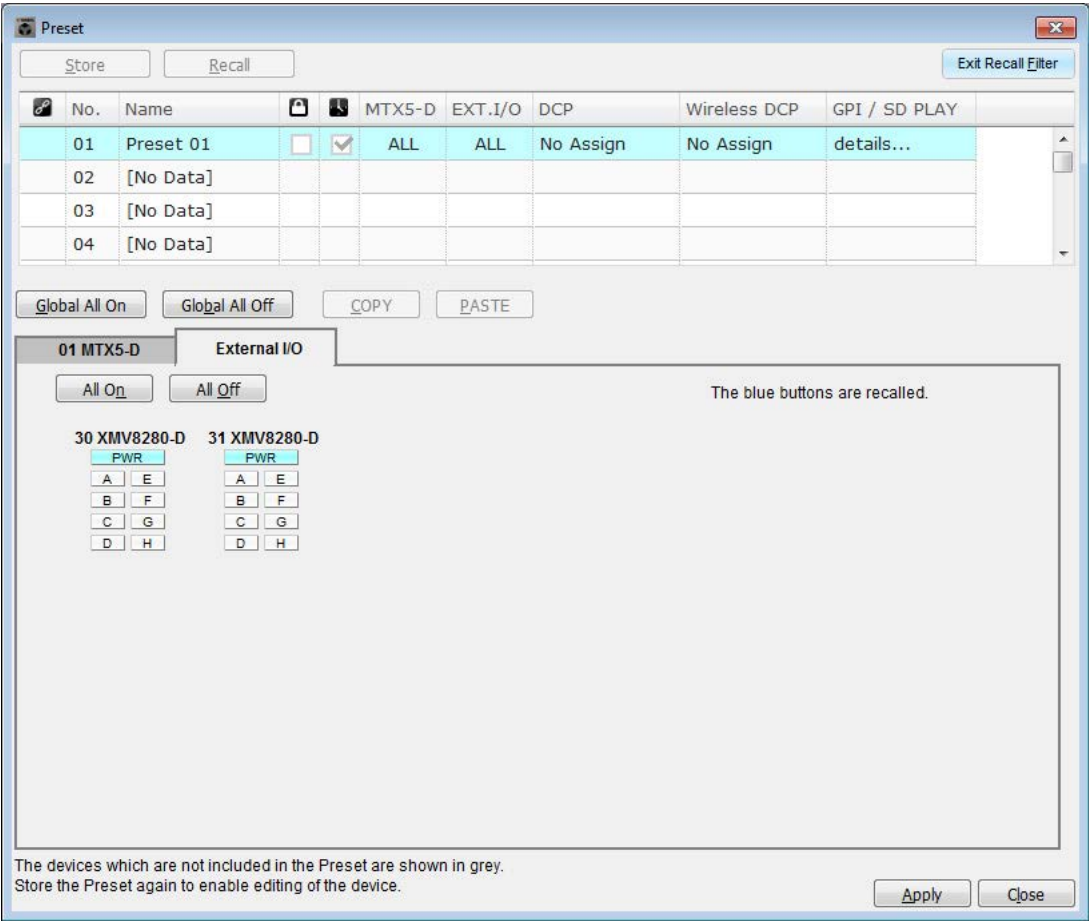 Preset
Store Recall Exit Recall Filter
No. Name MTX5-D EXT.I/O DCP Wireless DCP GPI / SD PLAY
01 Preset 01 ALL ALL No Assign No Assign details...
02 [No Data]
03 [No Data]
04 [No Data]
Global All On Global All Off COPY PASTE
01 MTX5-D External I/O
All On All Off The blue buttons are recalled.
30 XMV8280-D 31 XMV8280-D
PWR PWR
A E A E
B F B F
C G C G
D H D H
The devices which are not included in the Preset are shown in grey.
Store the Preset again to enable editing of the device.
Apply Close